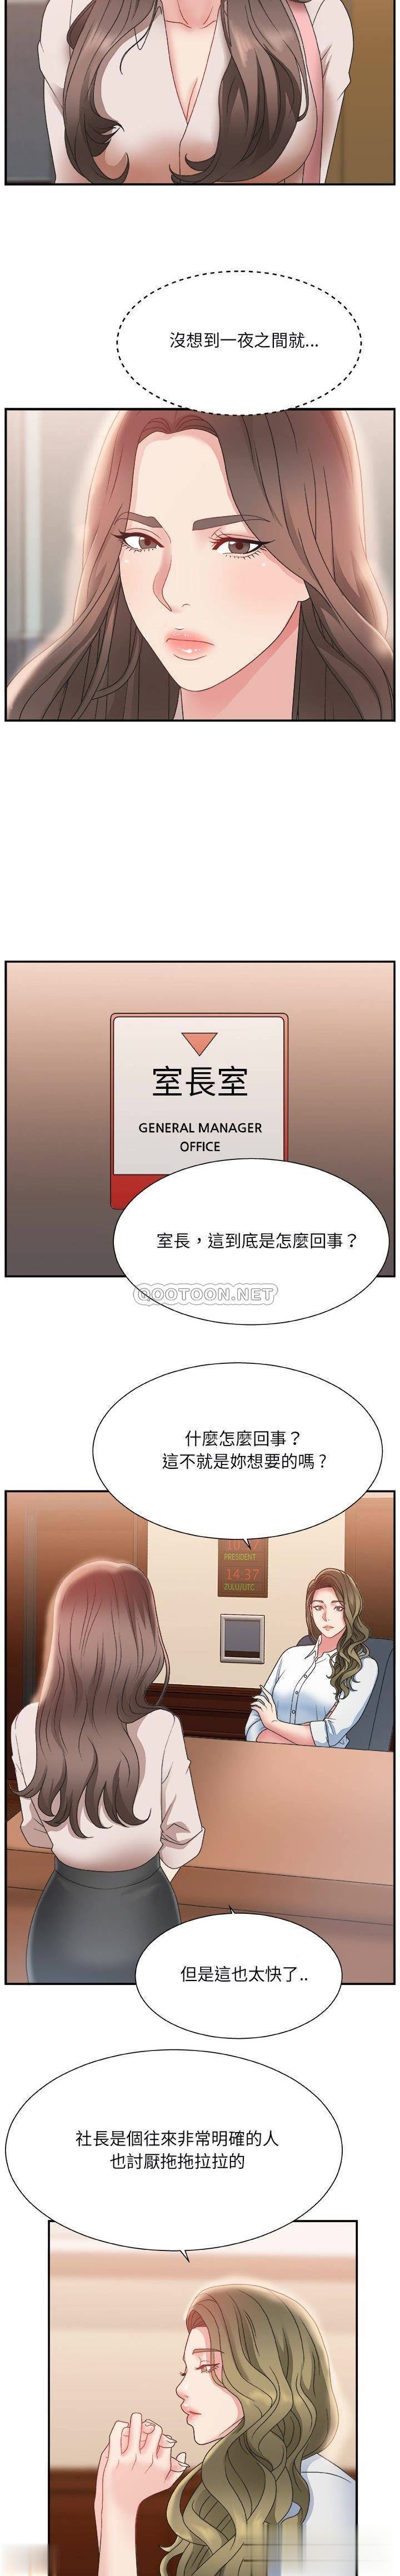 沒想到一夜之間就...
室長室
GENERAL MANAGER
OFFICE
室長，這到底是怎麼回事？
QOOTOON.NET
什麼怎麼回事？
這不就是妳想要的嗎？
PRESIDENT
14:37
ZULU/UTC
但是這也太快了..
社長是個往來非常明確的人
也討厭拖拖拉拉的